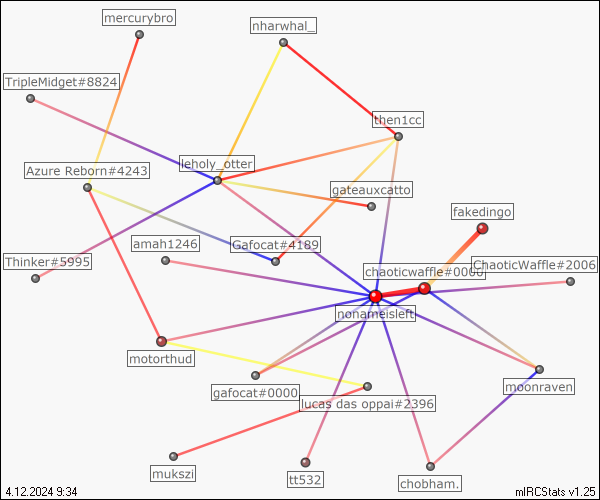 mercurybro
nharwhal_
TripleMidget#8824
then1cc
leholy_otter
Azure Reborn#4243
gateauxcatto
fakedingo
amah1246
Gafocat#4189
Thinker#5995
chaoticwaffle#0000
ChaoticWaffle#2006
nonameisleft
motorthud
moonraven
gafocat#0000
lucas das oppai#2396
mukszi
tt532
chobham.
4.12.2024 9:34
mIRCStats v1.25